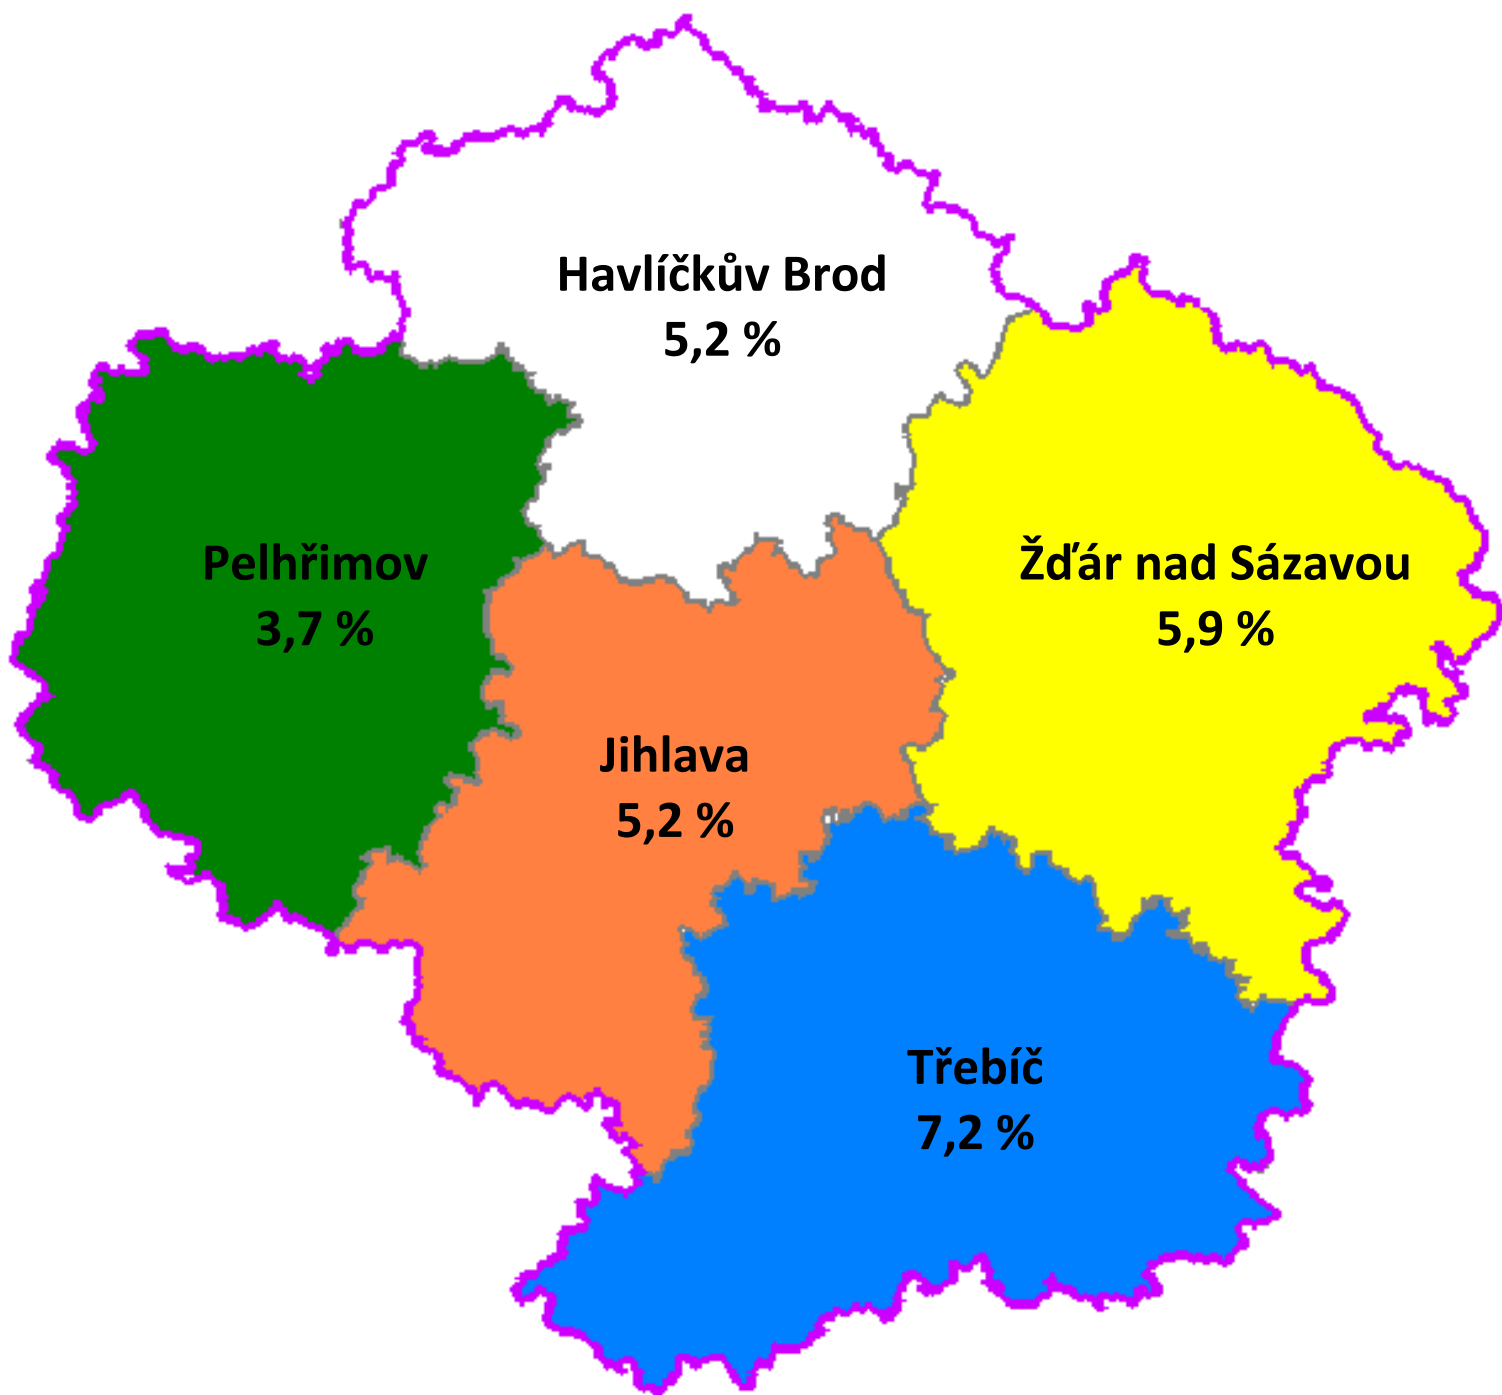 Havlíčkův Brod
5,2 %
Pelhřimov
3,7 %
Žďár nad Sázavou
5,9 %
Jihlava
5,2 %
Třebíč
7,2 %